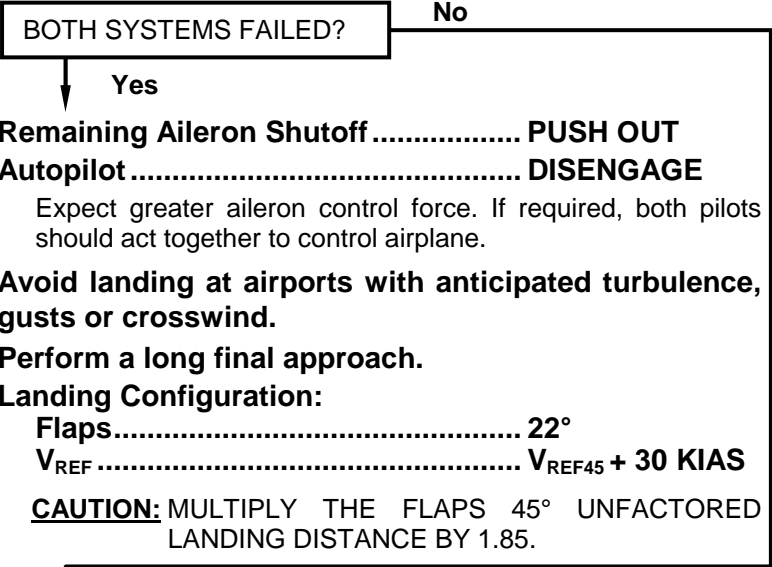 No
BOTH SYSTEMS FAILED?
Yes
Remaining Aileron Shutoff .................. PUSH OUT
Autopilot ............................................... DISENGAGE
Expect greater aileron control force. If required, both pilots
should act together to control airplane.
Avoid landing at airports with anticipated turbulence,
gusts or crosswind.
Perform a long final approach.
Landing Configuration:
Flaps ................................................. 22°
VREF ................................................... VREF45 + 30 KIAS
CAUTION: MULTIPLY THE FLAPS 45° UNFACTORED
LANDING DISTANCE BY 1.85.